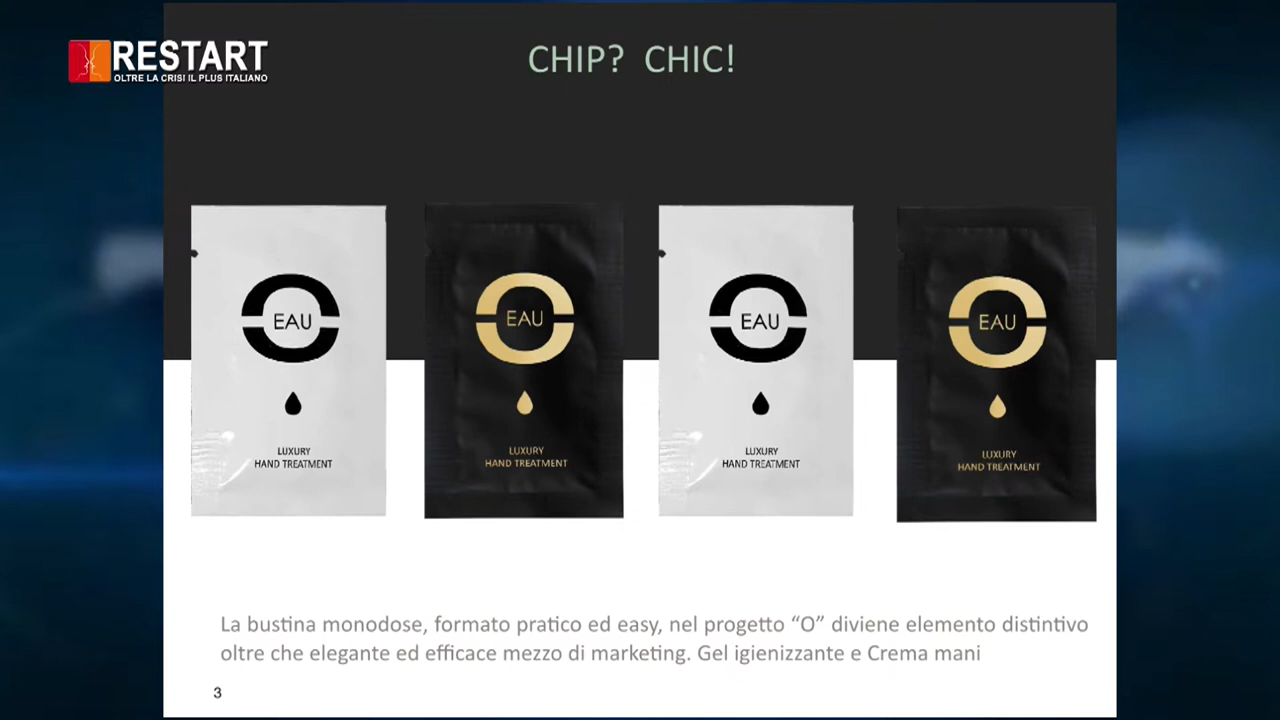 RESTART
OLTRE LA CRISI IL PLUS ITALIANO
CHIP? CHIC!
EAU
LUXURY
HAND TREATMENT
EAU
LUXURY
HAND TREATMENT
EAU
LUXURY
HAND TREATMENT
EAU
LUXURY
HAND TREATMENT
La bustina monodose, formato pratico ed easy, nel progetto “O” diviene elemento distintivo
oltre che elegante ed efficace mezzo di marketing. Gel igienizzante e Crema mani
3